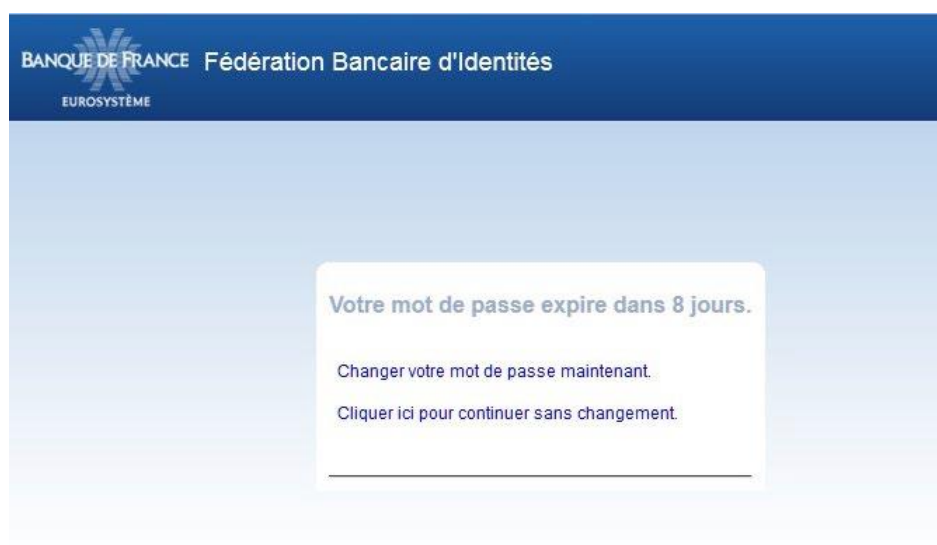 BANQUE DE FRANCE Fédération Bancaire d'Identités
EUROSYSTÈME
Votre mot de passe expire dans 8 jours.
Changer votre mot de passe maintenant.
Cliquer ici pour continuer sans changement.